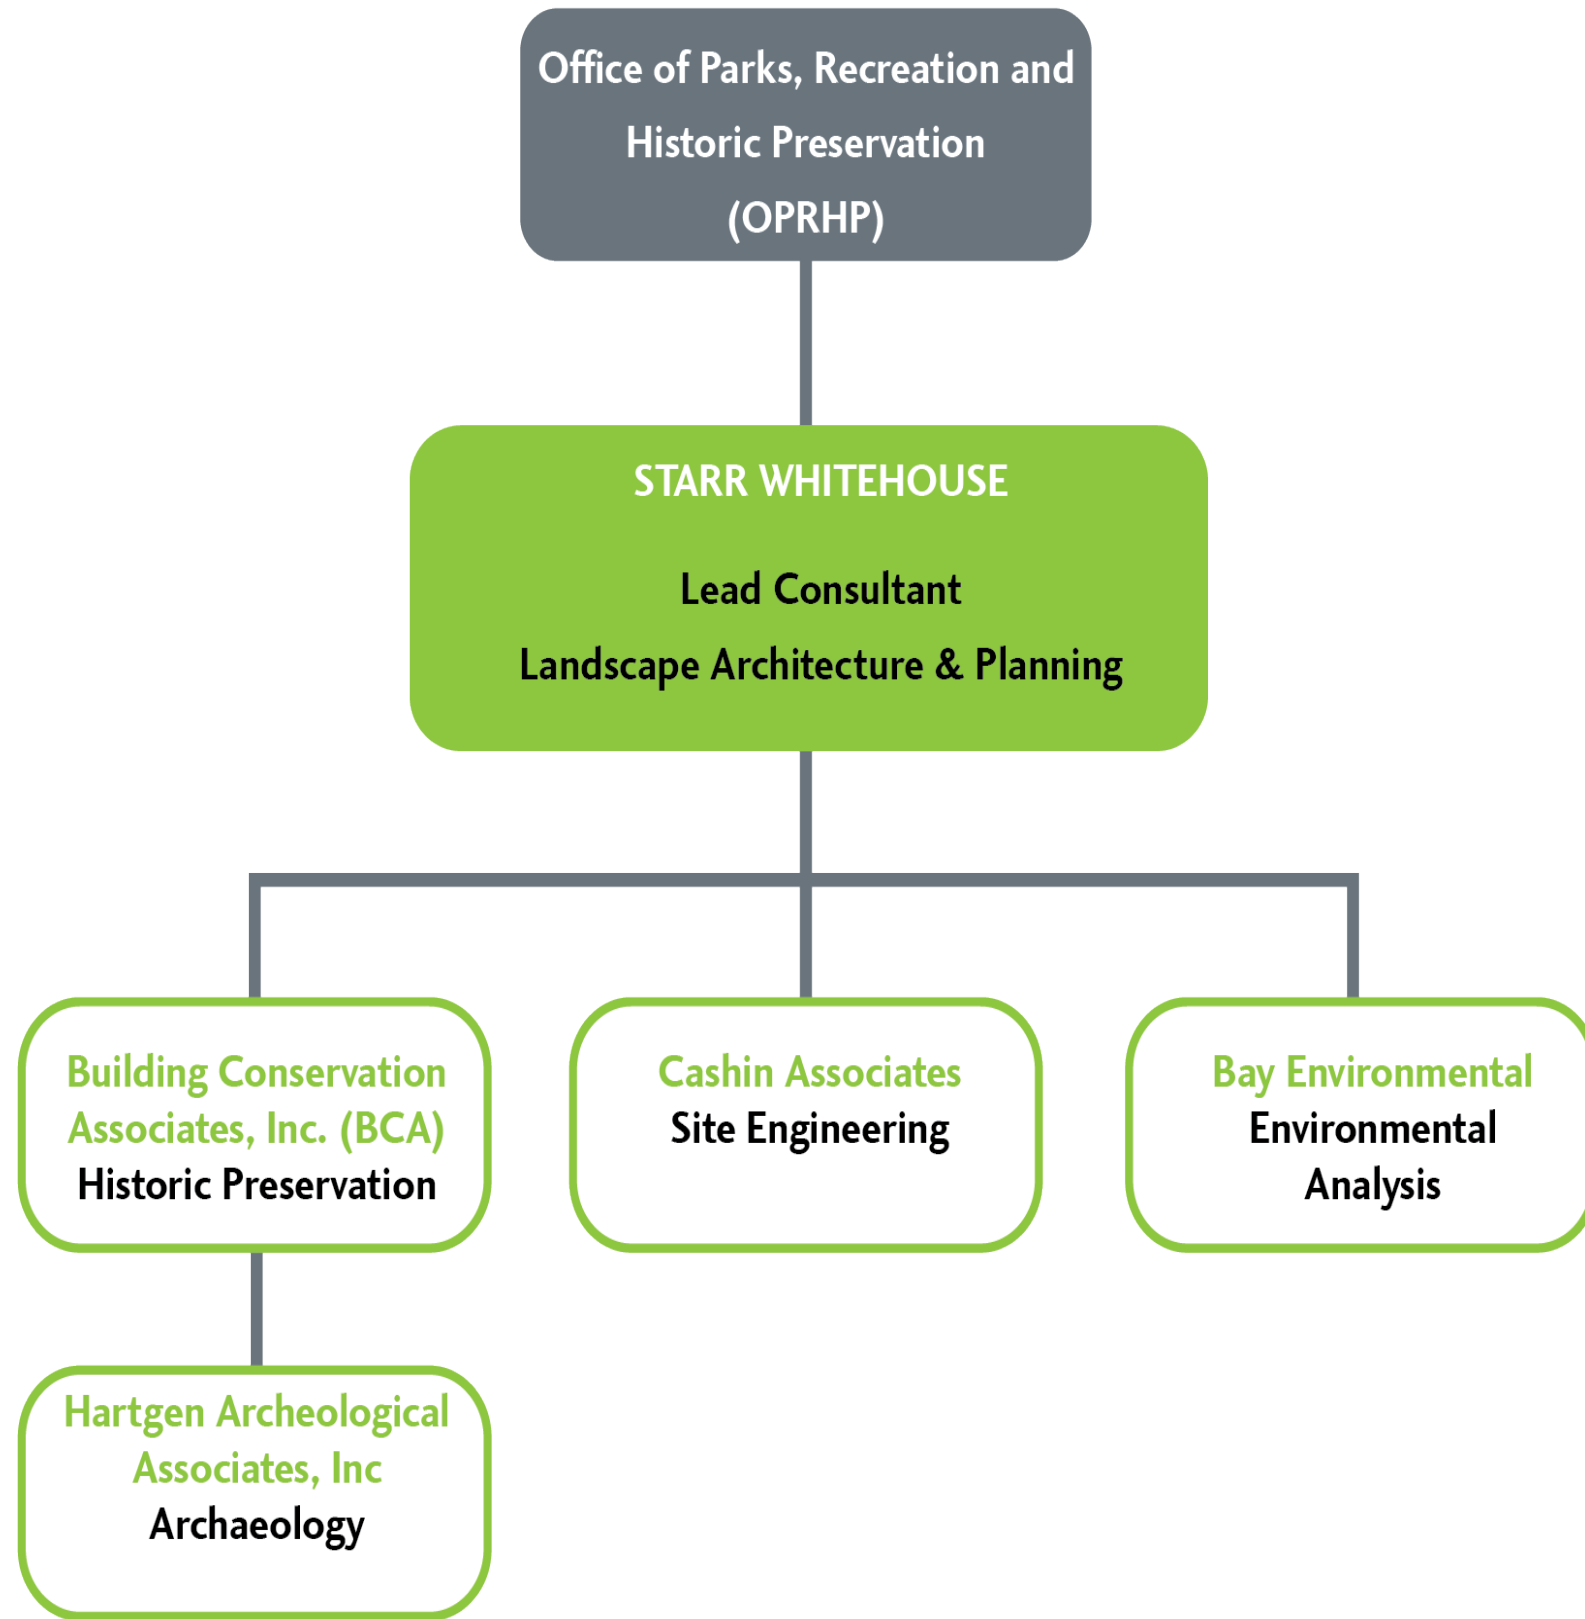 Office of Parks, Recreation and
Historic Preservation
(OPRHP)
STARR WHITEHOUSE
Lead Consultant
Landscape Architecture & Planning
Building Conservation
Associates, Inc. (BCA)
Historic Preservation
Cashin Associates
Site Engineering
Bay Environmental
Environmental
Analysis
Hartgen Archeological
Associates, Inc
Archaeology